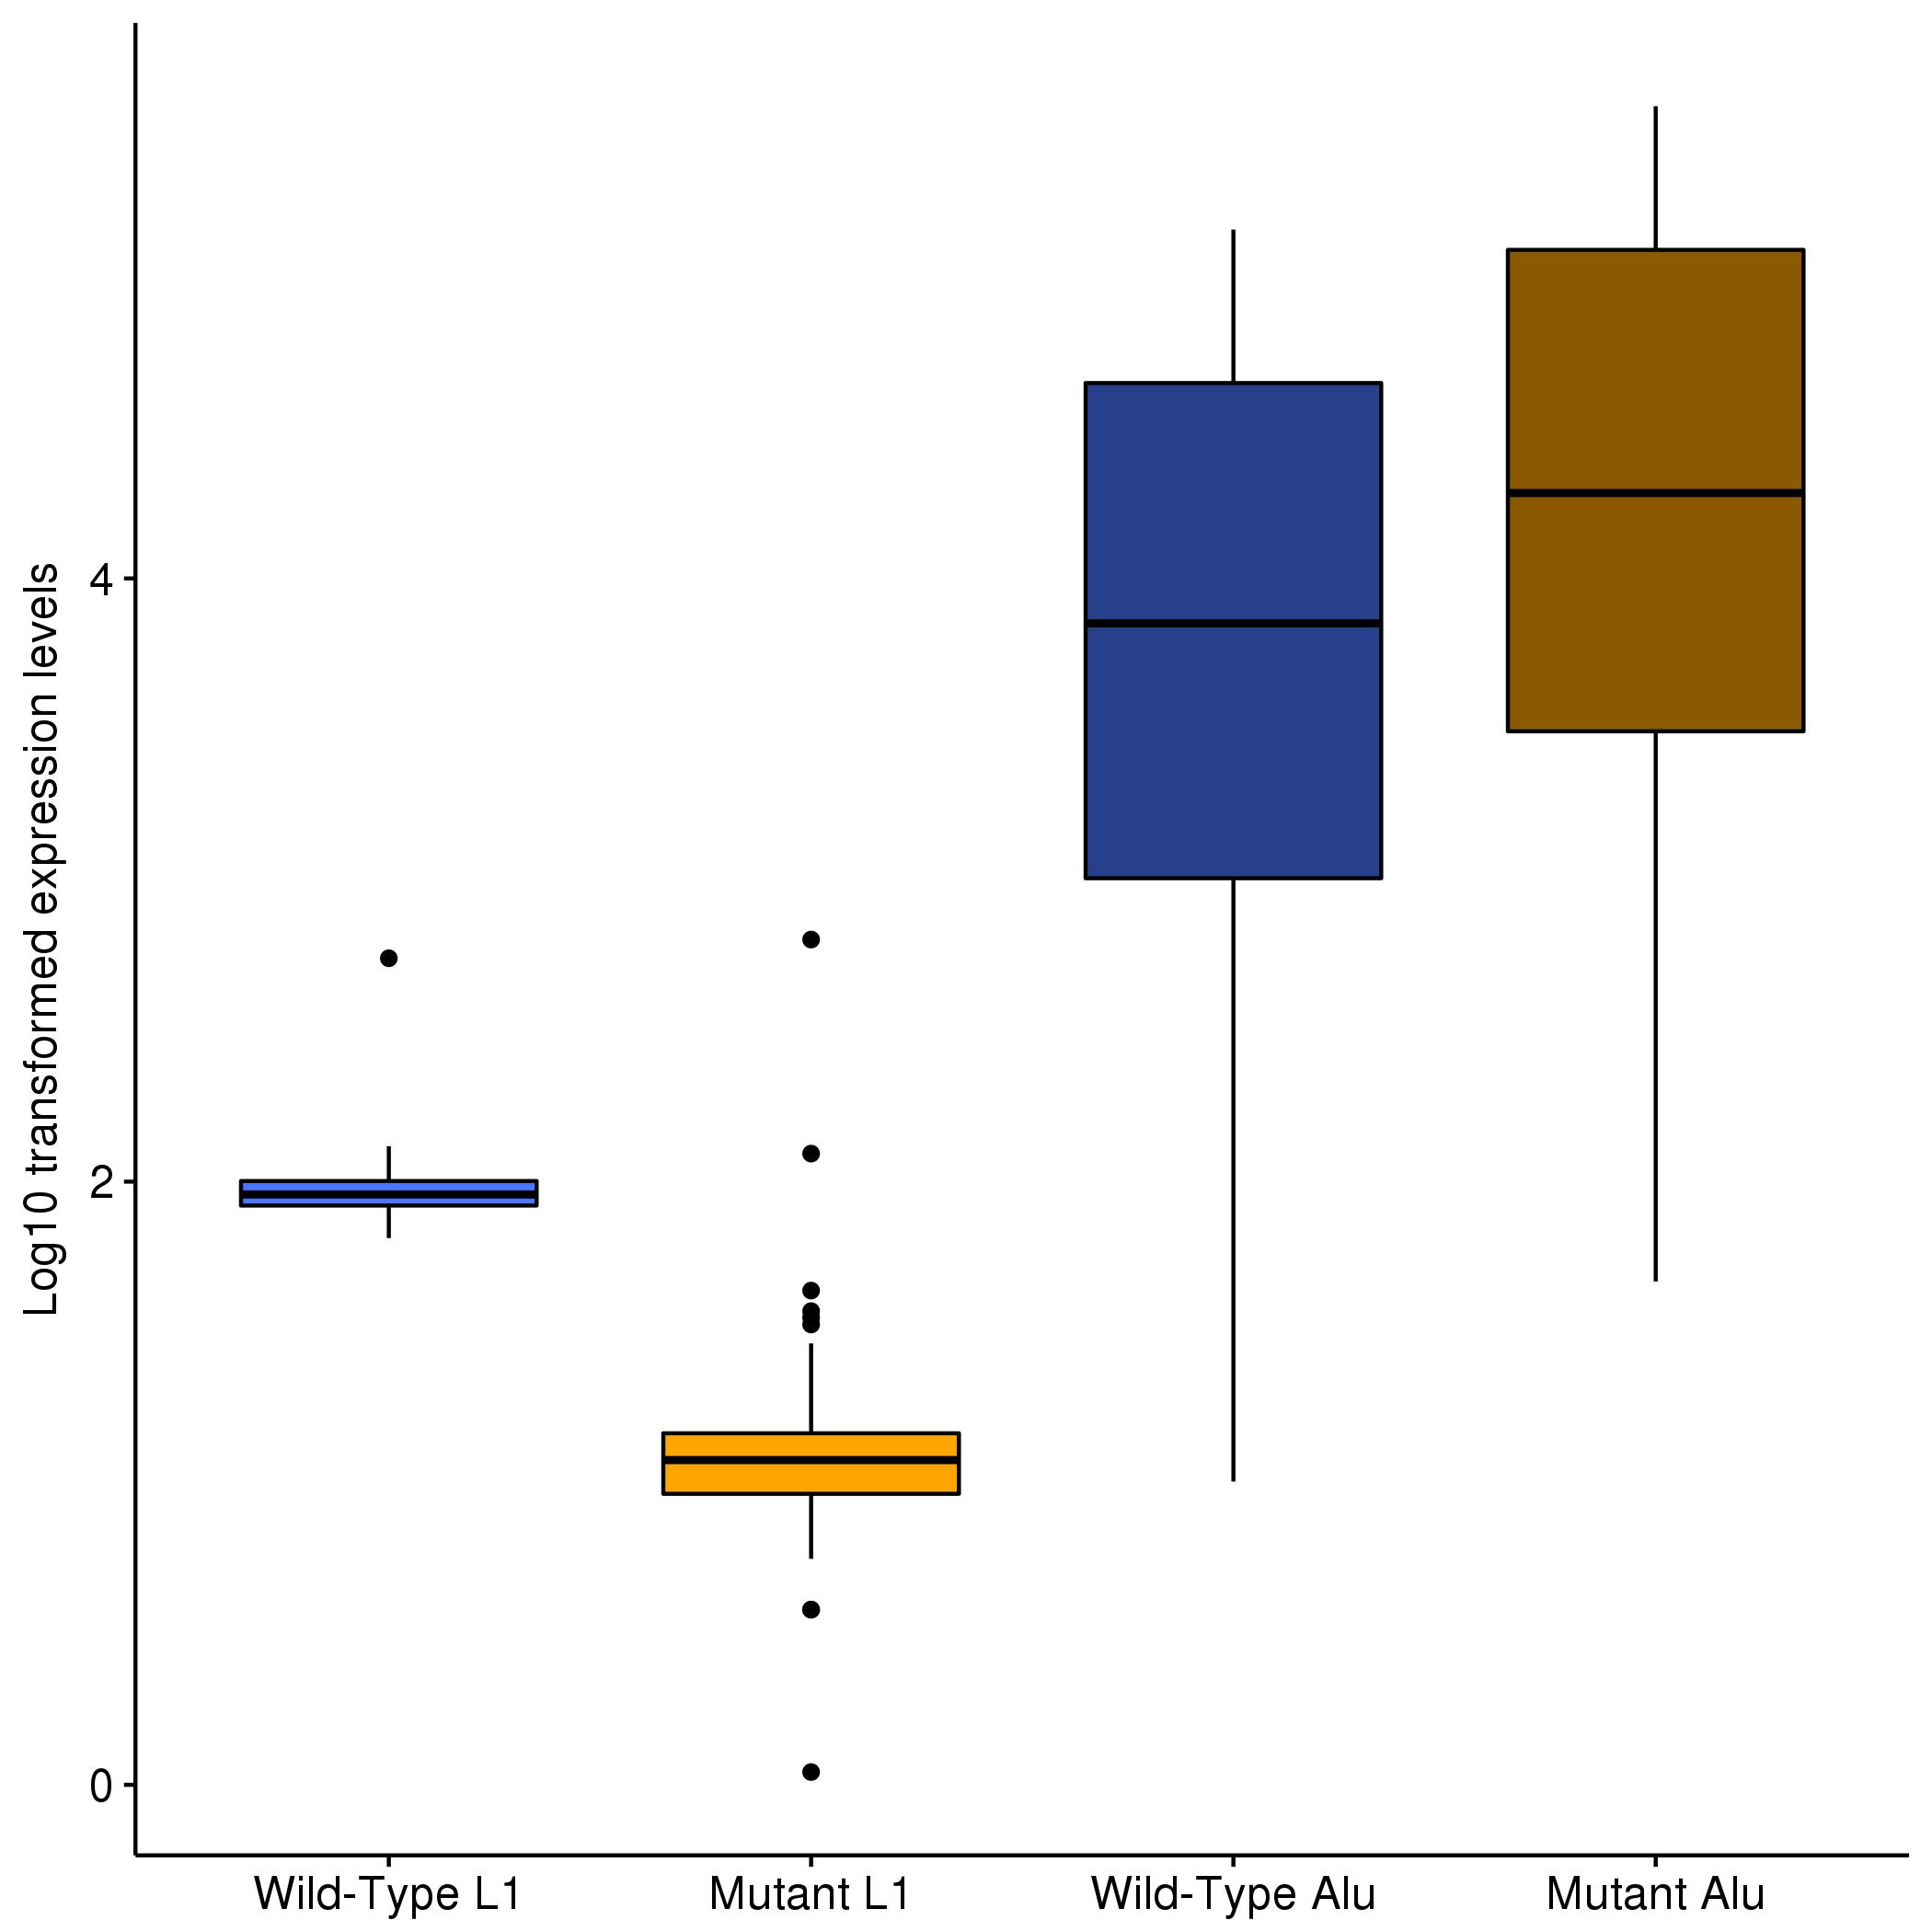 Log10 transformed expression levels
4
2
0
Wild-Type L1
Mutant L1
Wild-Type Alu
Mutant Alu